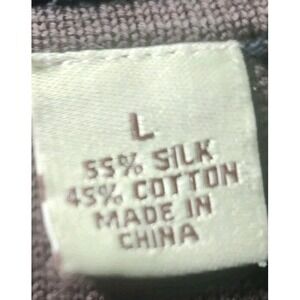 L
55% SILK
45% COTTON
MADE IN
CHINA